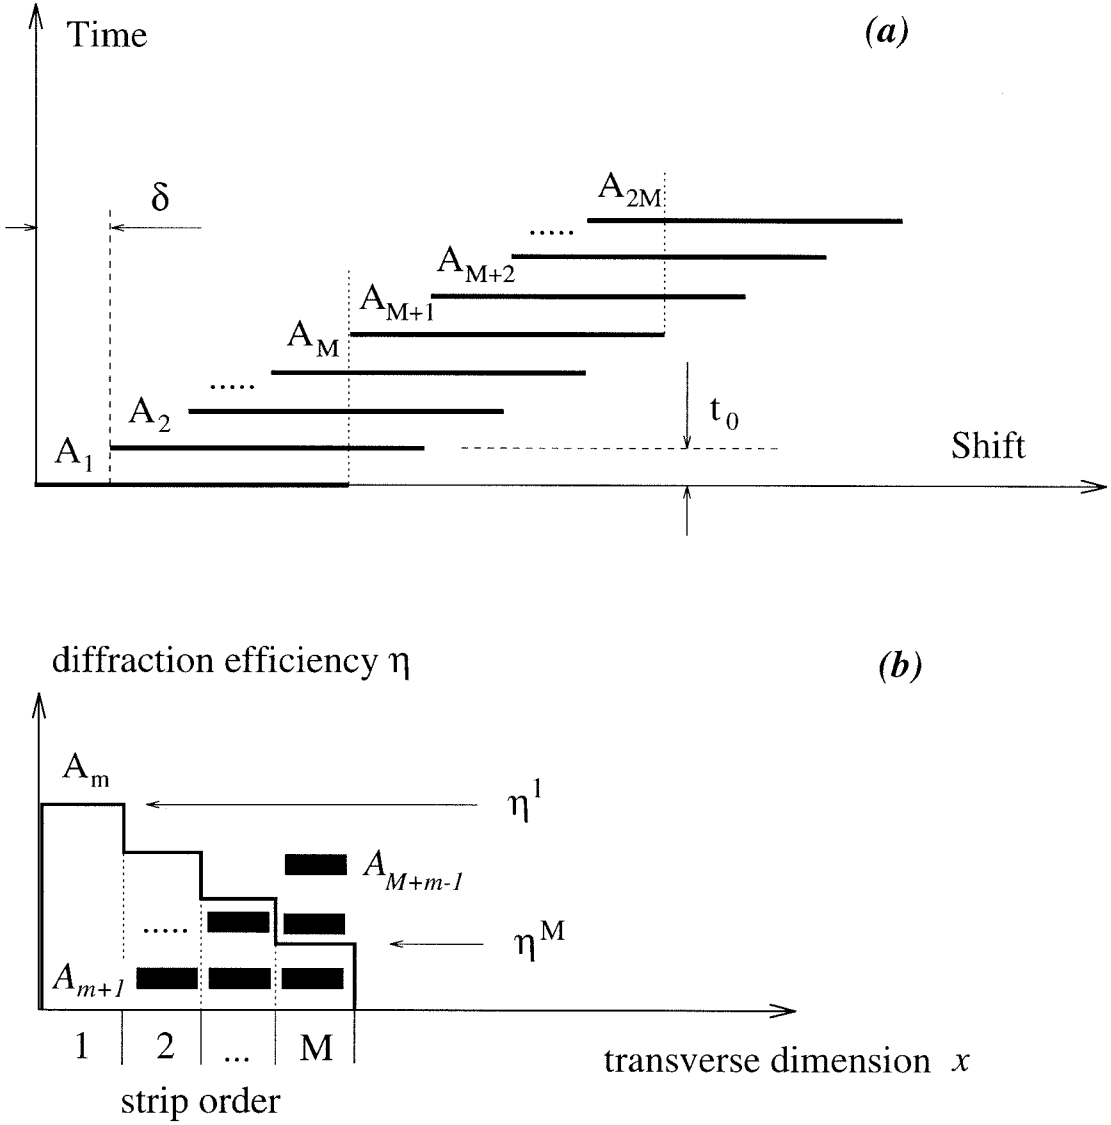 Time
(a)
A2M
δ
.....
AM+2
AM+1
AM
.....
A2
t0
A1
Shift
diffraction efficiency η
(b)
Am
η1
AM+m-1
.....
ηM
Am+1
1 2 ... M
transverse dimension x
strip order